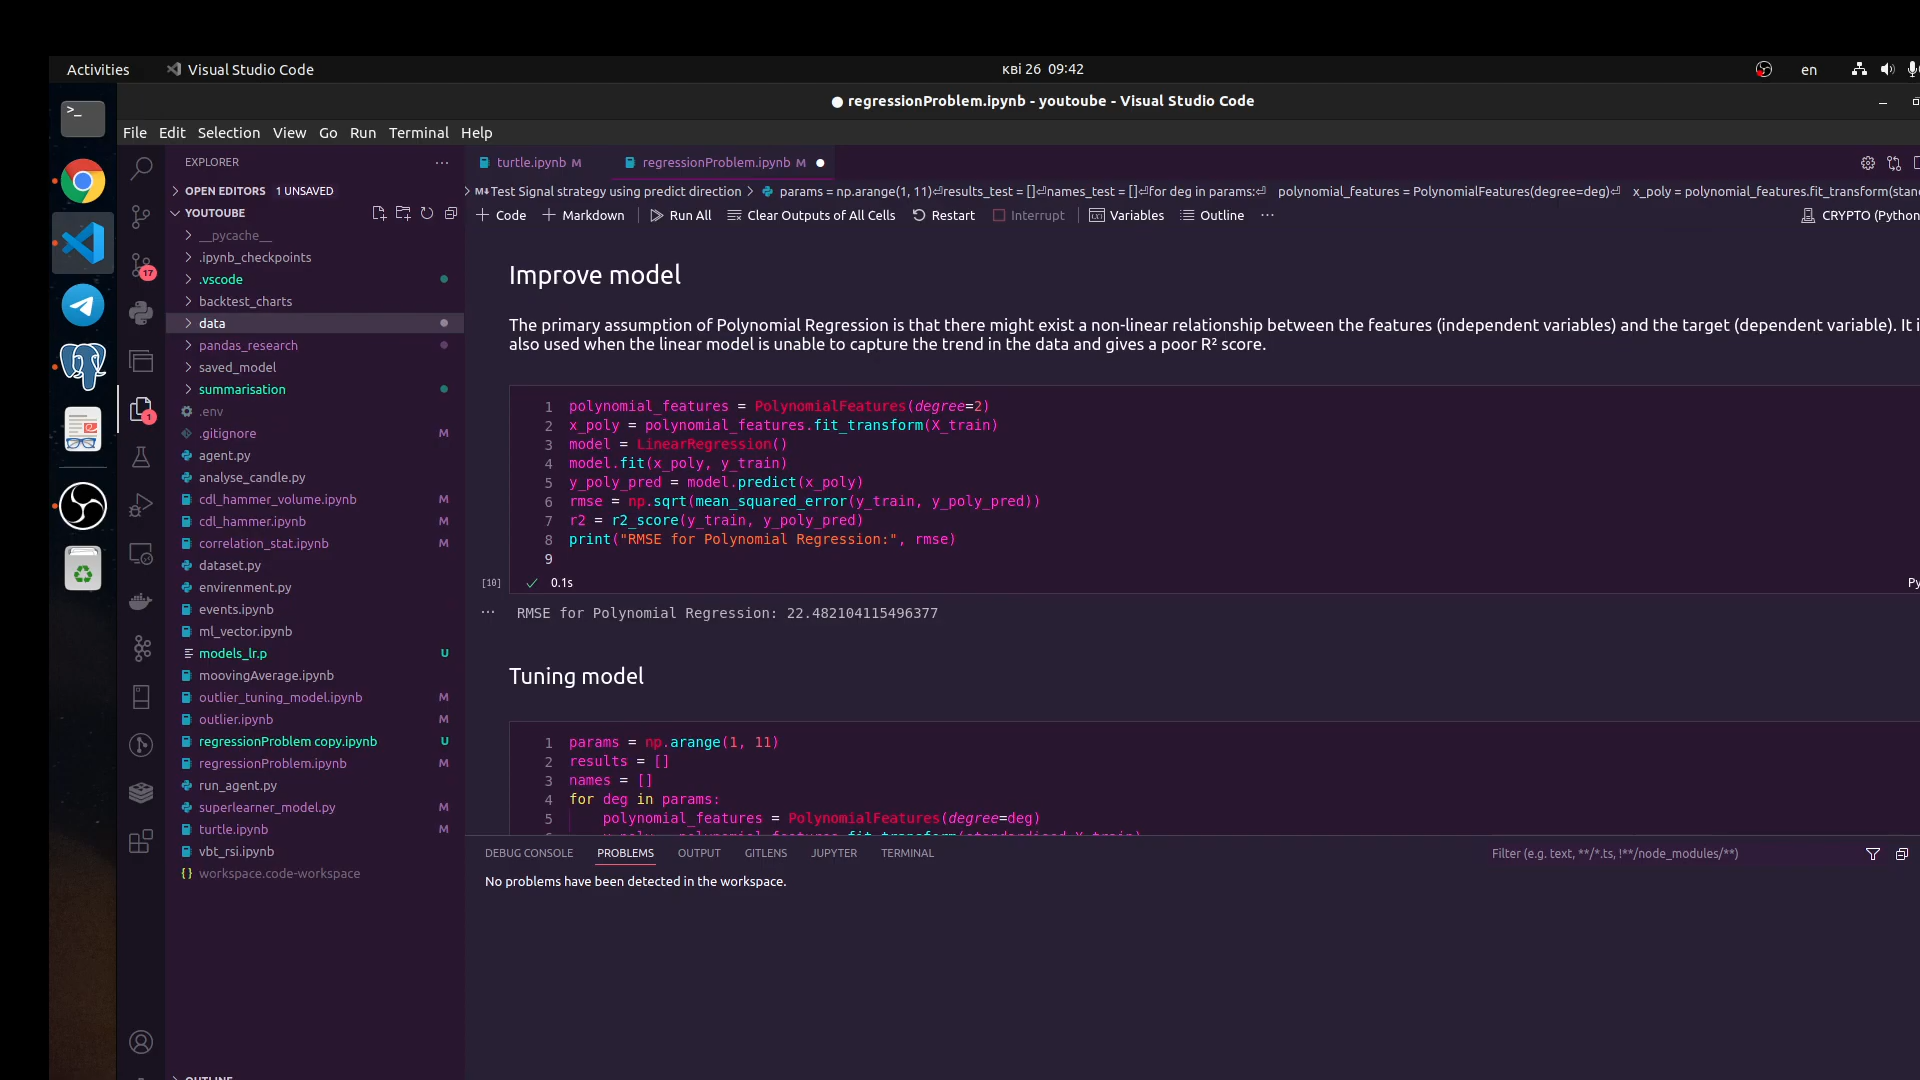 Activities
Visual Studio Code
кві 26 09:42
en
regressionProblem.ipynb - youtoube - Visual Studio Code
File Edit Selection View Go Run Terminal Help
EXPLORER
OPEN EDITORS 1 UNSAVED
YOUTOUBE
__pycache__
.ipynb_checkpoints
.vscode
backtest_charts
data
pandas_research
saved_model
summarisation
.env
.gitignore M
agent.py
analyse_candle.py
cdl_hammer_volume.ipynb M
cdl_hammer.ipynb M
correlation_stat.ipynb M
dataset.py
envirenment.py
events.ipynb
ml_vector.ipynb
models_lr.p U
moovingAverage.ipynb
outlier_tuning_model.ipynb M
outlier.ipynb M
regressionProblem copy.ipynb U
regressionProblem.ipynb M
run_agent.py
superlearner_model.py M
turtle.ipynb M
vbt_rsi.ipynb
workspace.code-workspace
17
1
turtle.ipynb M
regressionProblem.ipynb M
M↓ Test Signal strategy using predict direction > params = np.arange(1, 11)⏎results_test = []⏎names_test = []⏎for deg in params:⏎ polynomial_features = PolynomialFeatures(degree=deg)⏎ x_poly = polynomial_features.fit_transform(stan
+ Code + Markdown Run All Clear Outputs of All Cells Restart Interrupt Variables Outline ...
CRYPTO (Python
Improve model
The primary assumption of Polynomial Regression is that there might exist a non-linear relationship between the features (independent variables) and the target (dependent variable). It i
also used when the linear model is unable to capture the trend in the data and gives a poor R² score.
1 polynomial_features = PolynomialFeatures(degree=2)
2 x_poly = polynomial_features.fit_transform(X_train)
3 model = LinearRegression()
4 model.fit(x_poly, y_train)
5 y_poly_pred = model.predict(x_poly)
6 rmse = np.sqrt(mean_squared_error(y_train, y_poly_pred))
7 r2 = r2_score(y_train, y_poly_pred)
8 print("RMSE for Polynomial Regression:", rmse)
9
[10] ✓ 0.1s
Py
... RMSE for Polynomial Regression: 22.482104115496377
Tuning model
1 params = np.arange(1, 11)
2 results = []
3 names = []
4 for deg in params:
5 polynomial_features = PolynomialFeatures(degree=deg)
6 x_poly = polynomial_features.fit_transform(standardised_X_train)
DEBUG CONSOLE PROBLEMS OUTPUT GITLENS JUPYTER TERMINAL
Filter (e.g. text, **/*.ts, !**/node_modules/**)
No problems have been detected in the workspace.
OUTLINE